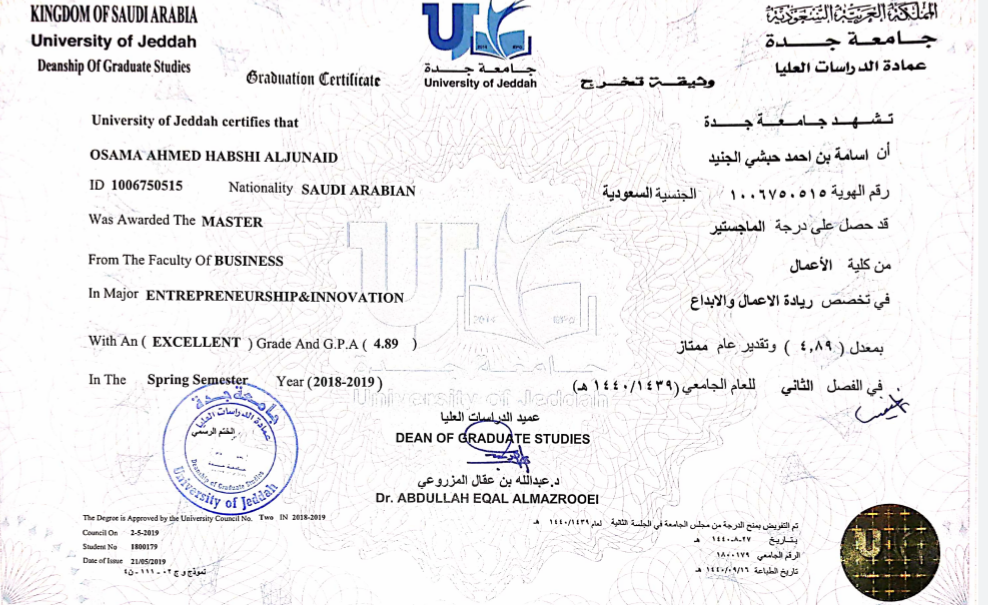 KINGDOM OF SAUDI ARABIA
University of Jeddah
Deanship Of Graduate Studies
Graduation Certificate
جامعة جدة
University of Jeddah
المملكة العربية السعودية
جامعة جدة
عمادة الدراسات العليا
وثيقة تخرج
University of Jeddah certifies that
تشهد جامعة جدة
OSAMA AHMED HABSHI ALJUNAID
أن اسامة بن احمد حبشي الجنيد
ID 1006750515 Nationality SAUDI ARABIAN
رقم الهوية ١٠٠٦٧٥٠٥١٥ الجنسية السعودية
Was Awarded The MASTER
قد حصل على درجة الماجستير
From The Faculty Of BUSINESS
من كلية الأعمال
In Major ENTREPRENEURSHIP&INNOVATION
في تخصص ريادة الاعمال والابداع
With An ( EXCELLENT ) Grade And G.P.A ( 4.89 )
بمعدل ( ٤,٨٩ ) وتقدير عام ممتاز
In The Spring Semester Year (2018-2019)
في الفصل الثاني للعام الجامعي (١٤٤٠/١٤٣٩ هـ)
عميد الدراسات العليا
DEAN OF GRADUATE STUDIES
د.عبدالله بن عقال المزروعي
Dr. ABDULLAH EQAL ALMAZROOEI
جامعة جدة
عمادة الدراسات العليا
الختم الرسمي
Deanship of Graduate Studies
University of Jeddah
جامعة جدة
University of Jeddah
The Degree is Approved by the University Council No. Two IN 2018-2019
Council On 2-5-2019
Student No 1800179
Date of Issue 21/05/2019
نموذج و ج ٠٢ - ١١١ - ٤٥
تم التفويض بمنح الدرجة من مجلس الجامعة في الجلسة الثانية لعام ١٤٤٠/١٤٣٩ هـ
بتاريخ ٢٧-٨-١٤٤٠ هـ
الرقم الجامعي ١٨٠٠١٧٩
تاريخ الطباعة ١٤٤٠/٠٩/١٦ هـ